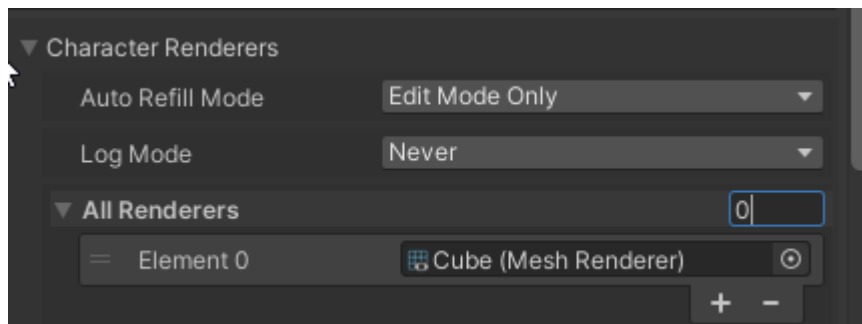 Character Renderers
Auto Refill Mode Edit Mode Only
Log Mode Never
All Renderers 0
Element 0 Cube (Mesh Renderer)
+ -